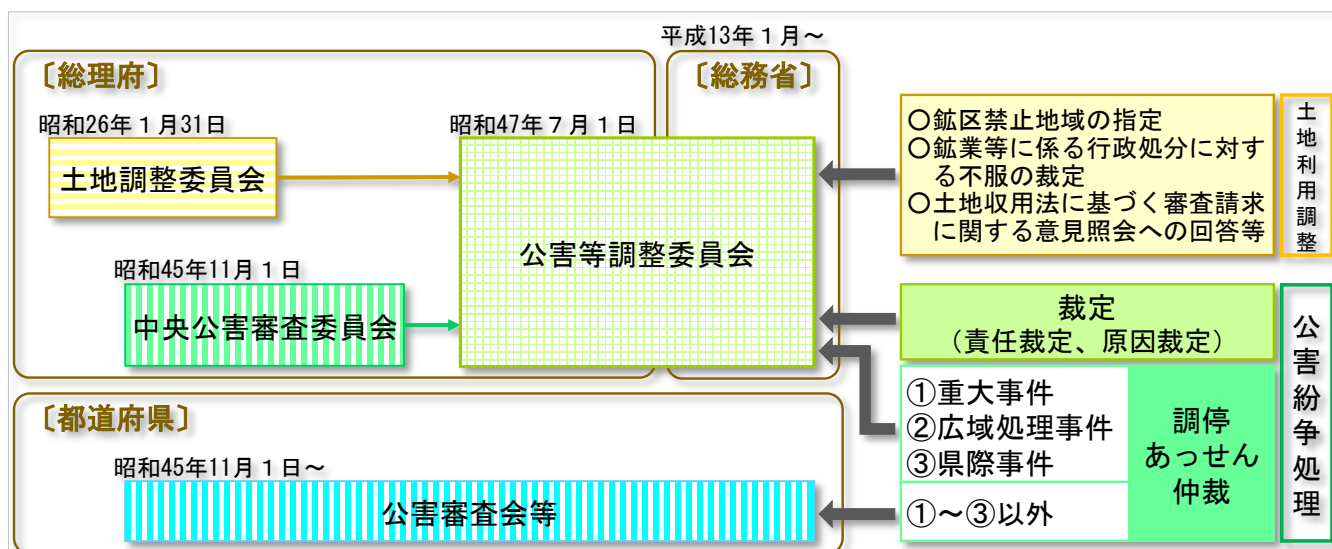 平成13年１月～
〔総理府〕
〔総務省〕
昭和26年１月31日
昭和47年７月１日
土地調整委員会
公害等調整委員会
昭和45年11月１日
中央公害審査委員会
〔都道府県〕
昭和45年11月１日～
公害審査会等
〇鉱区禁止地域の指定
〇鉱業等に係る行政処分に対す
る不服の裁定
〇土地収用法に基づく審査請求
に関する意見照会への回答等
土地利用調整
裁定
（責任裁定、原因裁定）
①重大事件
②広域処理事件
③県際事件
①～③以外
調停
あっせん
仲裁
公害紛争処理